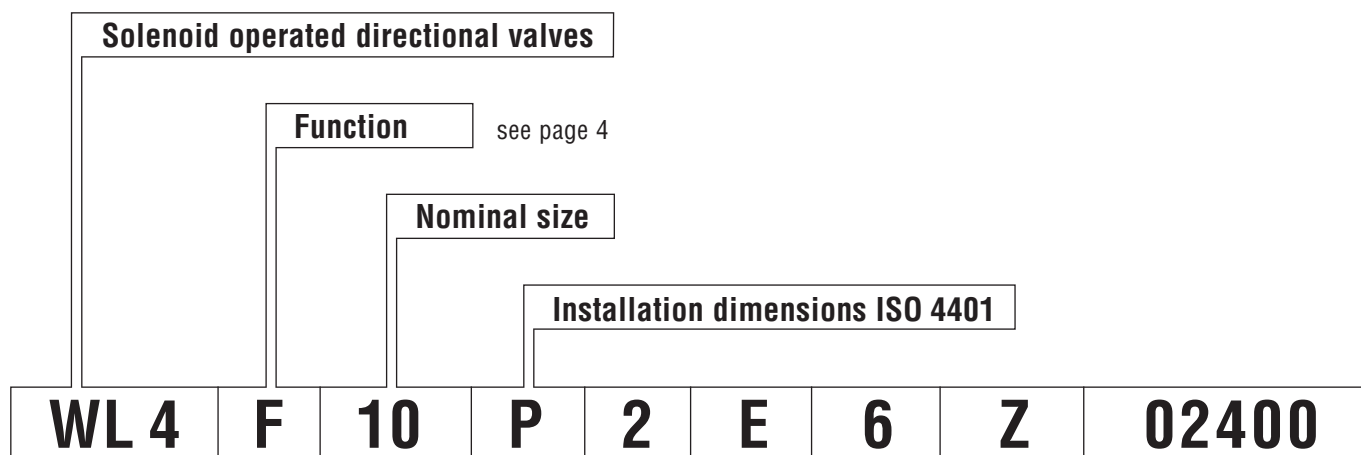 Solenoid operated directional valves
Function see page 4
Nominal size
Installation dimensions ISO 4401
WL 4 F 10 P 2 E 6 Z 02400